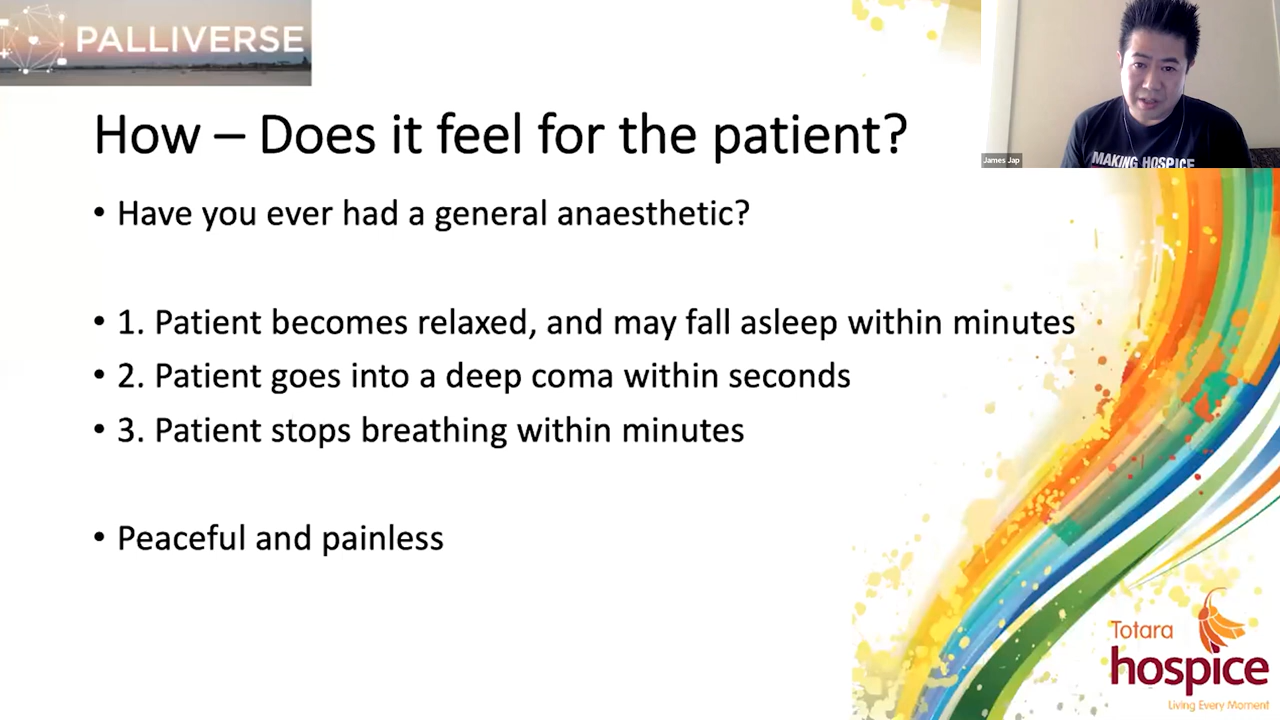 PALLIVERSE
How – Does it feel for the patient?
James Jap
MAKING HOSPICE
• Have you ever had a general anaesthetic?
• 1. Patient becomes relaxed, and may fall asleep within minutes
• 2. Patient goes into a deep coma within seconds
• 3. Patient stops breathing within minutes
• Peaceful and painless
Totara
hospice
Living Every Moment